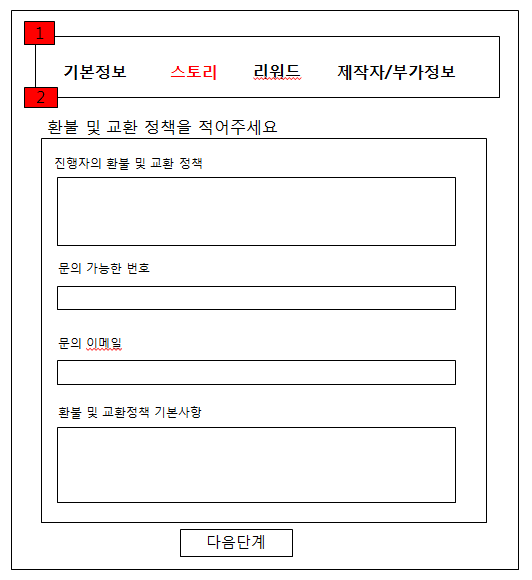 1
기본정보 스토리 리워드 제작자/부가정보
2
환불 및 교환 정책을 적어주세요
진행자의 환불 및 교환 정책
문의 가능한 번호
문의 이메일
환불 및 교환정책 기본사항
다음단계